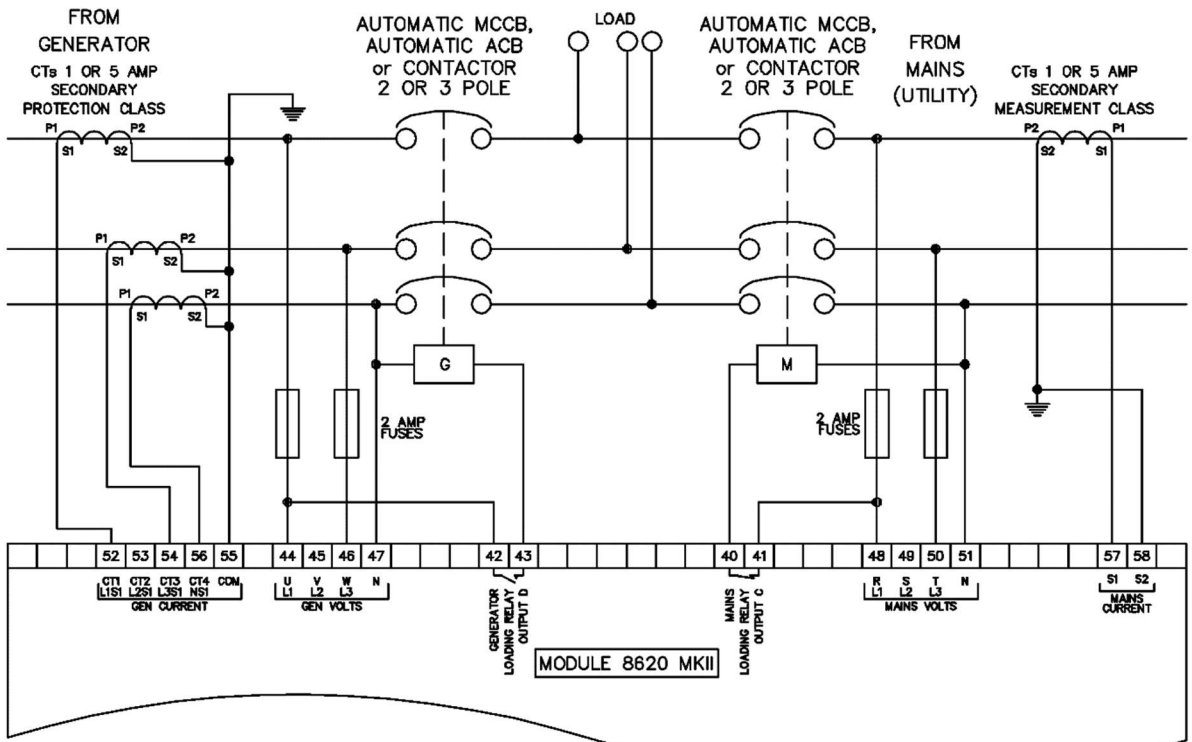 FROM
GENERATOR
CTs 1 OR 5 AMP
SECONDARY
PROTECTION CLASS
AUTOMATIC MCCB,
AUTOMATIC ACB
or CONTACTOR
2 OR 3 POLE
LOAD
AUTOMATIC MCCB,
AUTOMATIC ACB
or CONTACTOR
2 OR 3 POLE
FROM
MAINS
(UTILITY)
CTs 1 OR 5 AMP
SECONDARY
MEASUREMENT CLASS
P1 P2
S1 S2
P2 P1
S2 S1
P1 P2
S1 S2
P1 P2
S1 S2
G
M
2 AMP
FUSES
2 AMP
FUSES
52 53 54 56 55 44 45 46 47 42 43 40 41 48 49 50 51 57 58
CT1 CT2 CT3 CT4 COM
L1S1 L2S1 L3S1 NS1
GEN CURRENT
U V W N
L1 L2 L3
GEN VOLTS
GENERATOR
LOADING RELAY
OUTPUT D
MAINS
LOADING RELAY
OUTPUT C
R S T N
L1 L2 L3
MAINS VOLTS
S1 S2
MAINS
CURRENT
MODULE 8620 MKII